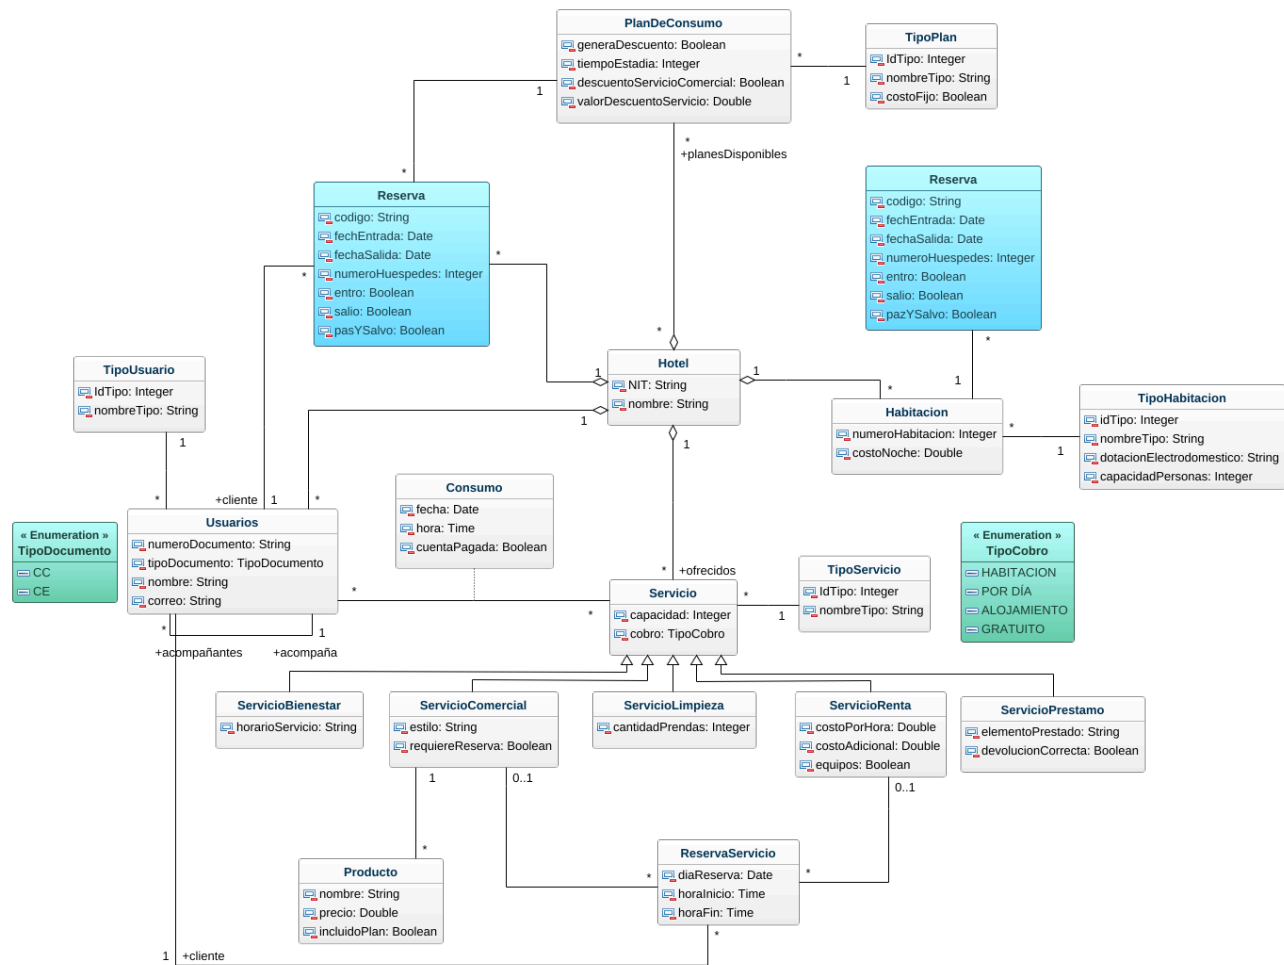 PlanDeConsumo
generaDescuento: Boolean
tiempoEstadia: Integer
descuentoServicioComercial: Boolean
valorDescuentoServicio: Double
TipoPlan
IdTipo: Integer
nombreTipo: String
costoFijo: Boolean
*
1
1
*
*
+planesDisponibles
Reserva
codigo: String
fechEntrada: Date
fechaSalida: Date
numeroHuespedes: Integer
entro: Boolean
salio: Boolean
pasYSalvo: Boolean
*
*
Reserva
codigo: String
fechEntrada: Date
fechaSalida: Date
numeroHuespedes: Integer
entro: Boolean
salio: Boolean
pazYSalvo: Boolean
*
1
*
Hotel
NIT: String
nombre: String
1
1
1
1
*
TipoUsuario
IdTipo: Integer
nombreTipo: String
1
*
Habitacion
numeroHabitacion: Integer
costoNoche: Double
*
1
TipoHabitacion
idTipo: Integer
nombreTipo: String
dotacionElectrodomestico: String
capacidadPersonas: Integer
+cliente
1
*
Consumo
fecha: Date
hora: Time
cuentaPagada: Boolean
« Enumeration »
TipoDocumento
CC
CE
Usuarios
numeroDocumento: String
tipoDocumento: TipoDocumento
nombre: String
correo: String
*
*
*
1
+acompañantes
+acompaña
*
+ofrecidos
Servicio
capacidad: Integer
cobro: TipoCobro
*
1
TipoServicio
IdTipo: Integer
nombreTipo: String
« Enumeration »
TipoCobro
HABITACION
POR DÍA
ALOJAMIENTO
GRATUITO
ServicioBienestar
horarioServicio: String
ServicioComercial
estilo: String
requiereReserva: Boolean
ServicioLimpieza
cantidadPrendas: Integer
ServicioRenta
costoPorHora: Double
costoAdicional: Double
equipos: Boolean
ServicioPrestamo
elementoPrestado: String
devolucionCorrecta: Boolean
1
0..1
0..1
*
Producto
nombre: String
precio: Double
incluidoPlan: Boolean
*
*
ReservaServicio
diaReserva: Date
horaInicio: Time
horaFin: Time
*
1
+cliente